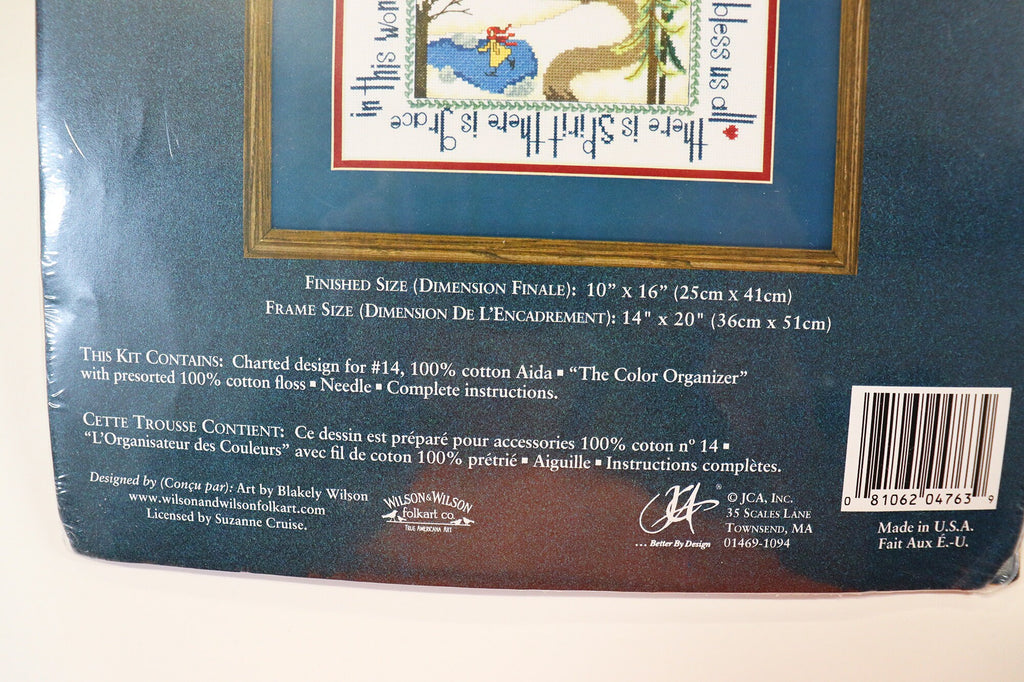 in this won
bless us all
there is Spirit there is grace
FINISHED SIZE (DIMENSION FINALE): 10" x 16" (25cm x 41cm)
FRAME SIZE (DIMENSION DE L'ENCADREMENT): 14" x 20" (36cm x 51cm)
THIS KIT CONTAINS: Charted design for #14, 100% cotton Aida ▪ “The Color Organizer”
with presorted 100% cotton floss ▪ Needle ▪ Complete instructions.
CETTE TROUSSE CONTIENT: Ce dessin est préparé pour accessories 100% coton nº 14 ▪
“L'Organisateur des Couleurs” avec fil de coton 100% prétrié ▪ Aiguille ▪ Instructions complètes.
Designed by (Conçu par): Art by Blakely Wilson
www.wilsonandwilsonfolkart.com
Licensed by Suzanne Cruise.
WILSON & WILSON
folkart co.
TRUE AMERICANA ART
JCA ®
... Better By Design
© JCA, INC.
35 SCALES LANE
TOWNSEND, MA
01469-1094
0 81062 04763 9
Made in U.S.A.
Fait Aux É.-U.